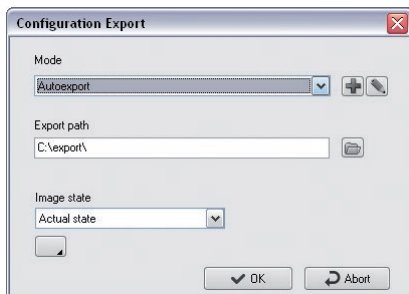 Configuration Export
Mode
Autoexport
Export path
C:\export\
Image state
Actual state
OK
Abort